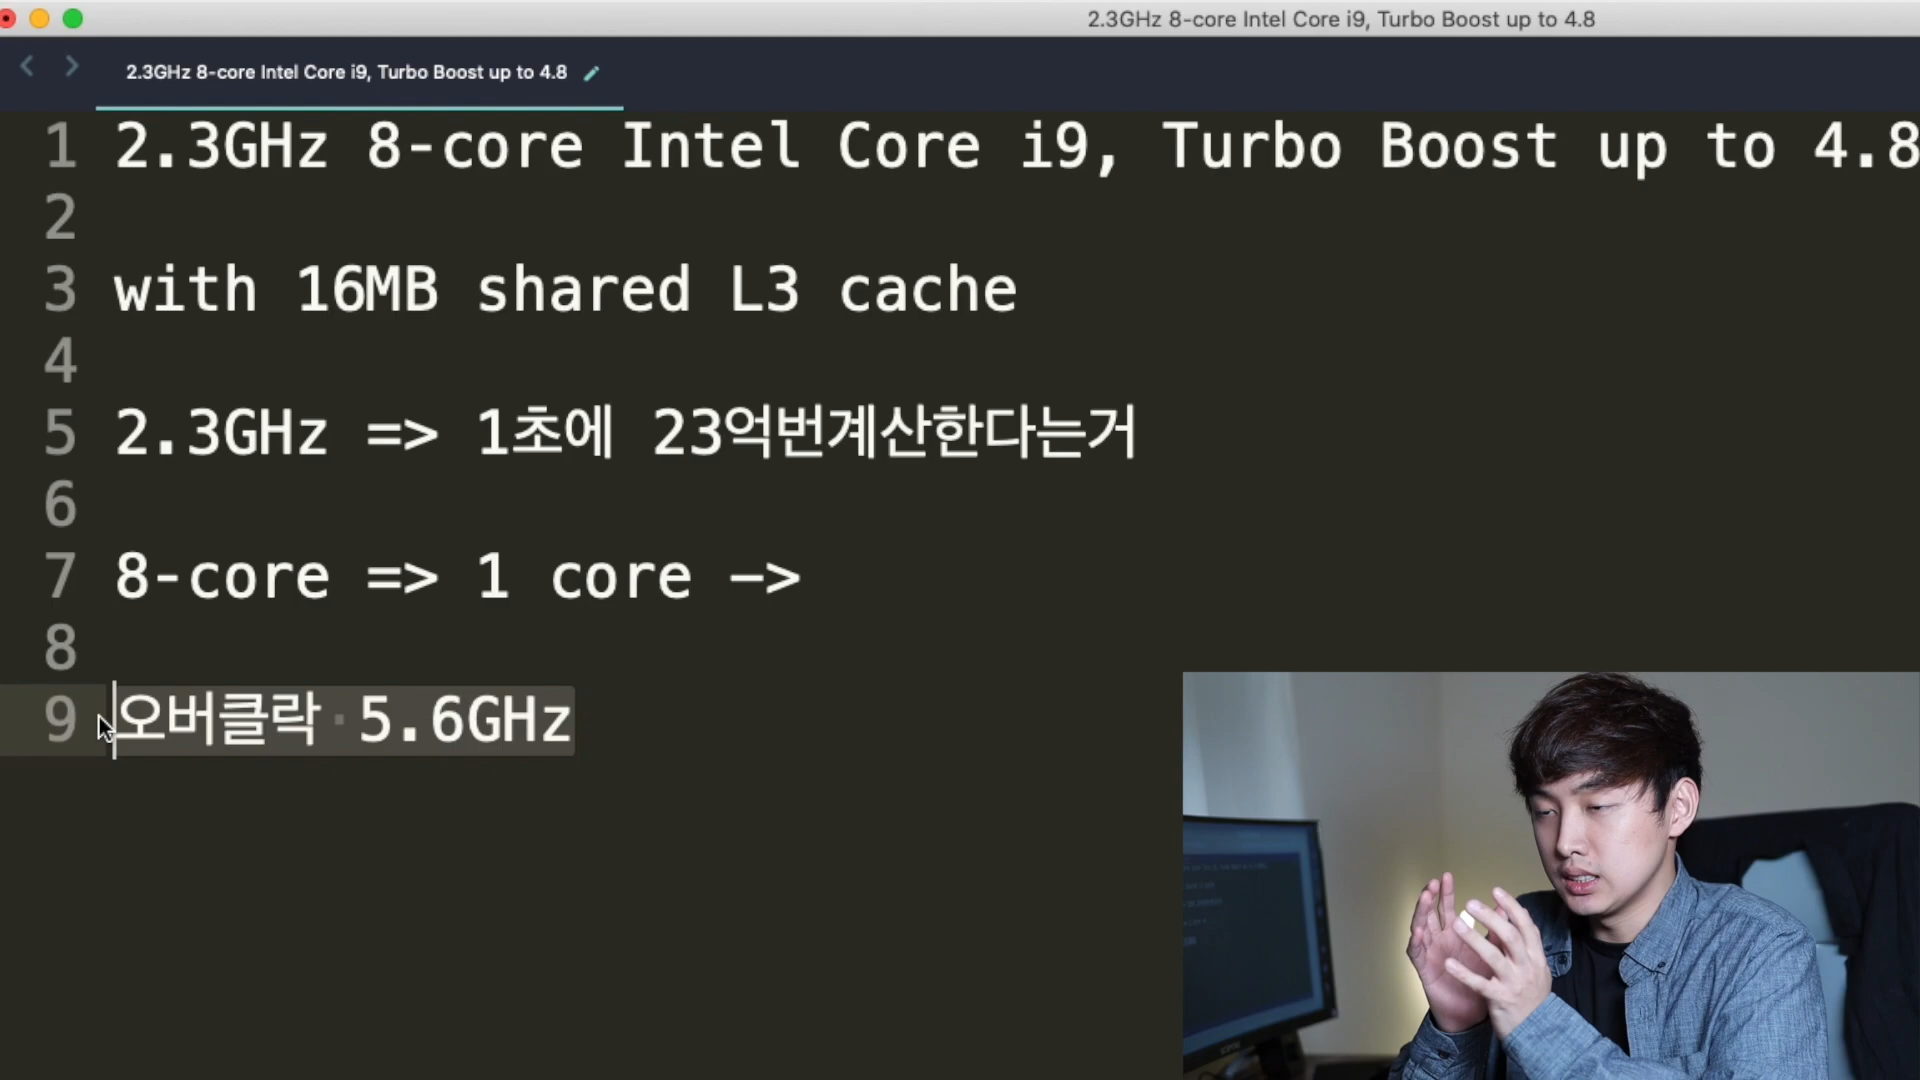 2.3GHz 8-core Intel Core i9, Turbo Boost up to 4.8
2.3GHz 8-core Intel Core i9, Turbo Boost up to 4.8
1 2.3GHz 8-core Intel Core i9, Turbo Boost up to 4.8
2
3 with 16MB shared L3 cache
4
5 2.3GHz => 1초에 23억번계산한다는거
6
7 8-core => 1 core —>
8
9 오버클락 5.6GHz